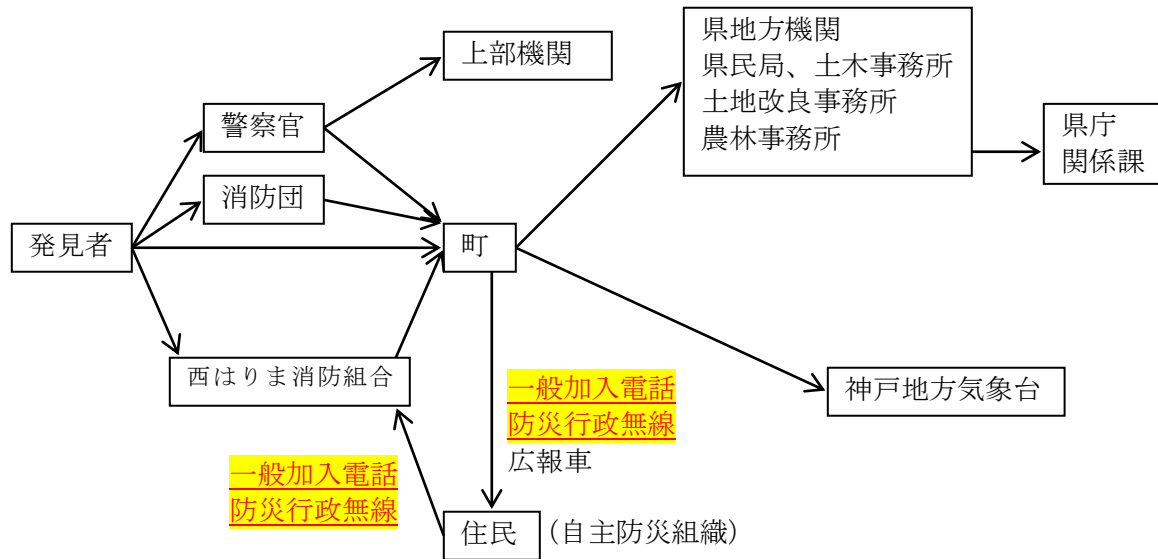 上部機関
県地方機関
県民局、土木事務所
土地改良事務所
農林事務所
警察官
県庁
関係課
消防団
発見者
町
西はりま消防組合
一般加入電話
防災行政無線
広報車
神戸地方気象台
一般加入電話
防災行政無線
住民
(自主防災組織)